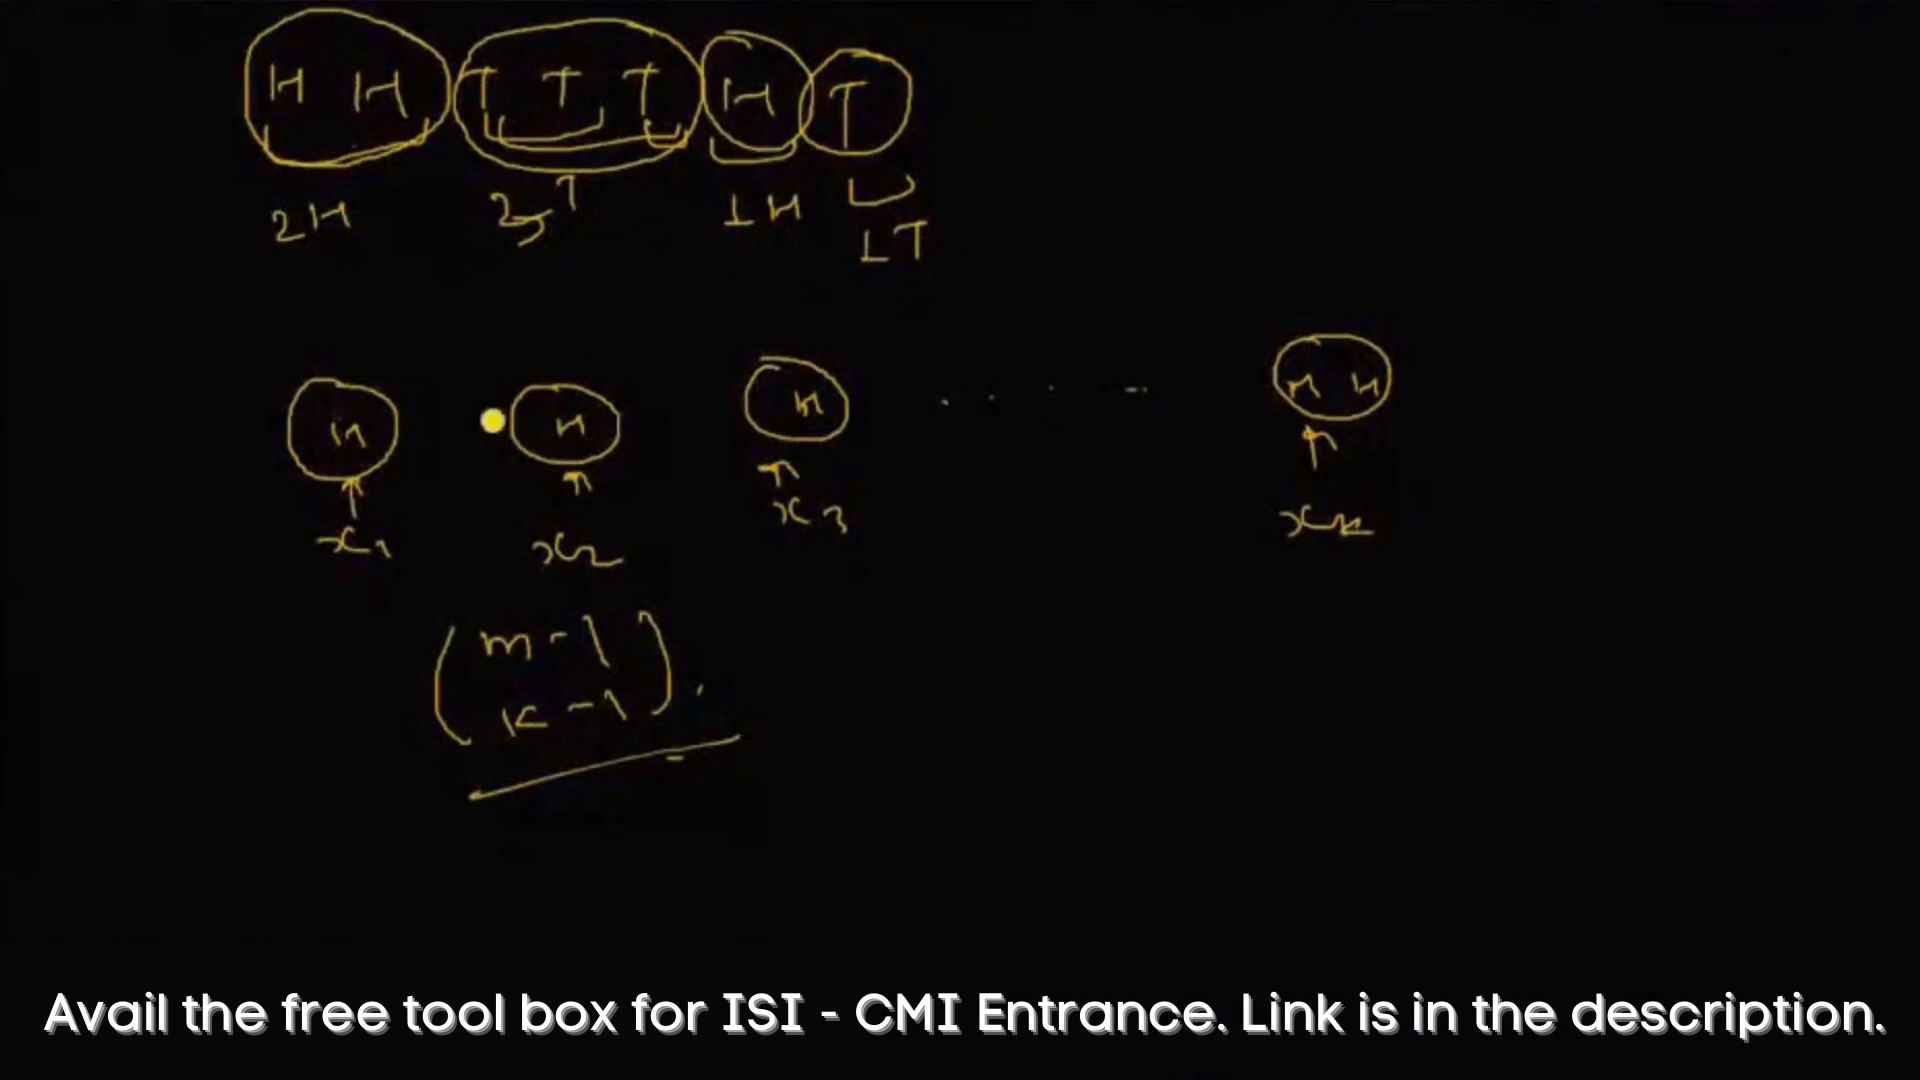 H H T T T H T
2H 3T 1H 1T
H H H . . . . H H
x₁ x₂ x₃ xₖ
(m-1
k-1).
Avail the free tool box for ISI - CMI Entrance. Link is in the description.